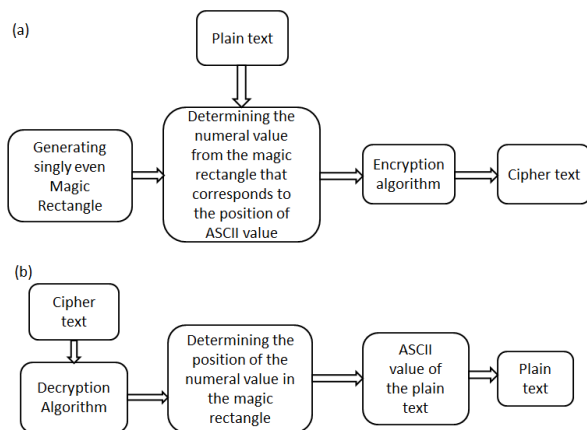 (a)
Plain text
Generating
singly even
Magic
Rectangle
Determining the
numeral value
from the magic
rectangle that
corresponds to
the position of
ASCII value
Encryption
algorithm
Cipher text
(b)
Cipher
text
Decryption
Algorithm
Determining the
position of the
numeral value in
the magic
rectangle
ASCII
value of
the plain
text
Plain
text